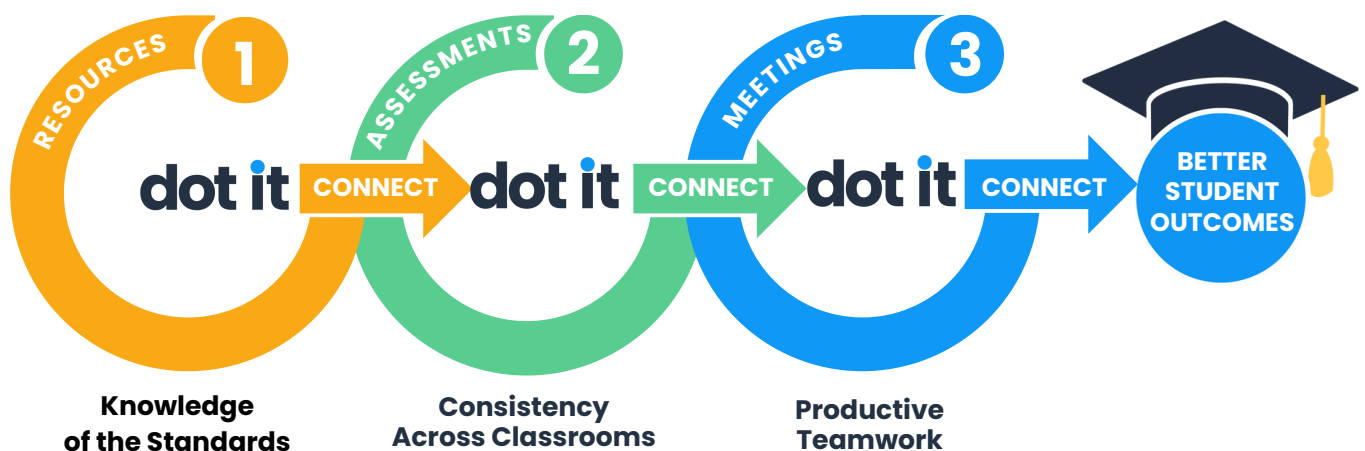 RESOURCES
1
dot it
CONNECT
Knowledge
of the Standards
ASSESSMENTS
2
dot it
CONNECT
Consistency
Across Classrooms
MEETINGS
3
dot it
CONNECT
Productive
Teamwork
BETTER
STUDENT
OUTCOMES